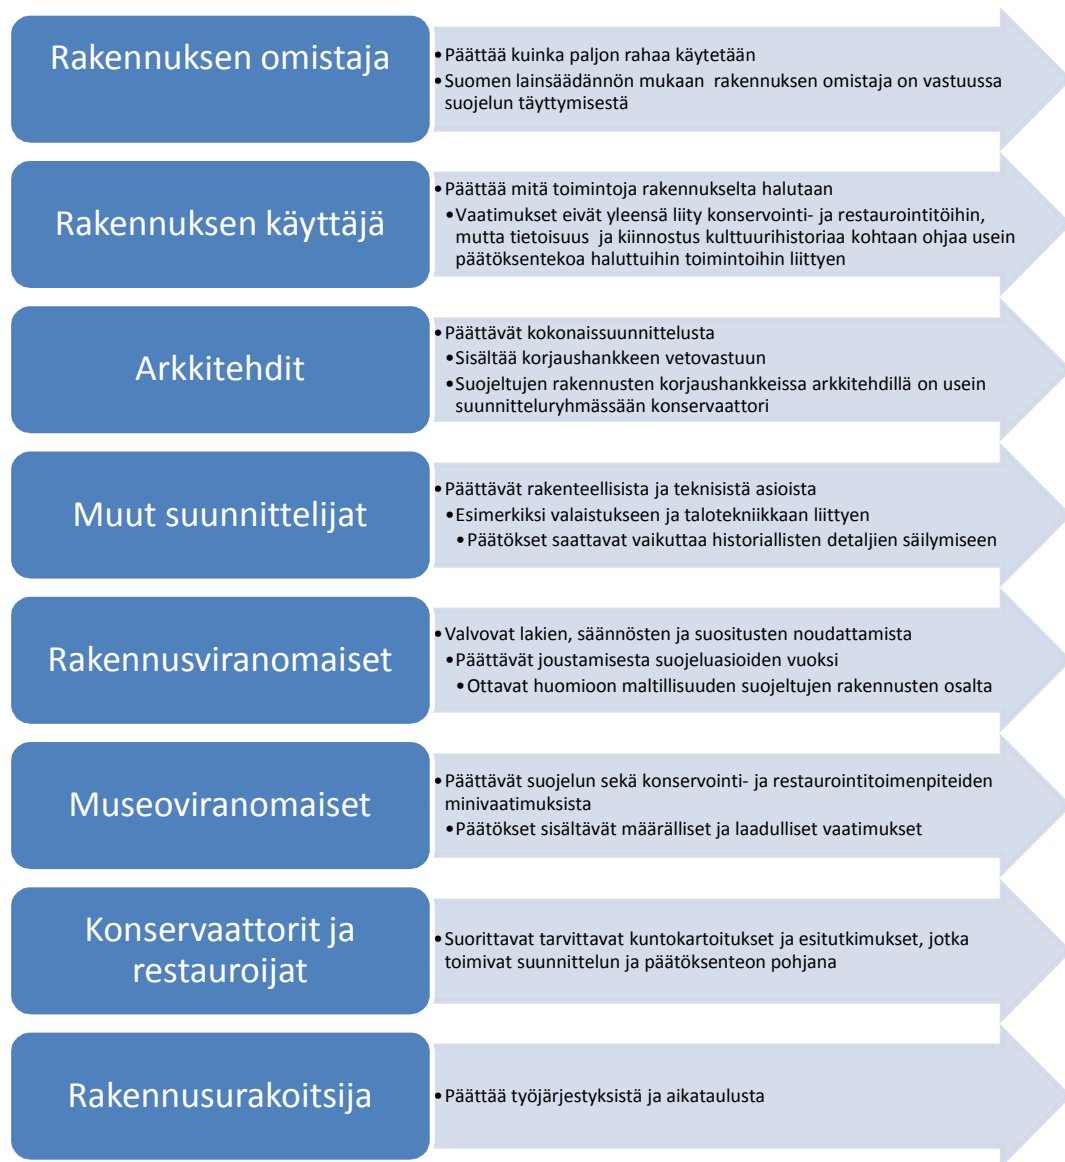 Rakennuksen omistaja
•Päättää kuinka paljon rahaa käytetään
•Suomen lainsäädännön mukaan rakennuksen omistaja on vastuussa
suojelun täyttymisestä
Rakennuksen käyttäjä
•Päättää mitä toimintoja rakennukselta halutaan
•Vaatimukset eivät yleensä liity konservointi- ja restaurointitöihin,
mutta tietoisuus ja kiinnostus kulttuurihistoriaa kohtaan ohjaa usein
päätöksentekoa haluttuihin toimintoihin liittyen
Arkkitehdit
•Päättävät kokonaissuunnittelusta
•Sisältää korjaushankkeen vetovastuun
•Suojeltujen rakennusten korjaushankkeissa arkkitehdillä on usein
suunnitteluryhmässään konservaattori
Muut suunnittelijat
•Päättävät rakenteellisista ja teknisistä asioista
•Esimerkiksi valaistukseen ja talotekniikkaan liittyen
•Päätökset saattavat vaikuttaa historiallisten detaljien säilymiseen
Rakennusviranomaiset
•Valvovat lakien, säännösten ja suositusten noudattamista
•Päättävät joustamisesta suojeluasioiden vuoksi
•Ottavat huomioon maltillisuuden suojeltujen rakennusten osalta
Museoviranomaiset
•Päättävät suojelun sekä konservointi- ja restaurointitoimenpiteiden
minivaatimuksista
•Päätökset sisältävät määrälliset ja laadulliset vaatimukset
Konservaattorit ja
restauroijat
•Suorittavat tarvittavat kuntokartoitukset ja esitutkimukset, jotka
toimivat suunnittelun ja päätöksenteon pohjana
Rakennusurakoitsija
•Päättää työjärjestyksistä ja aikataulusta